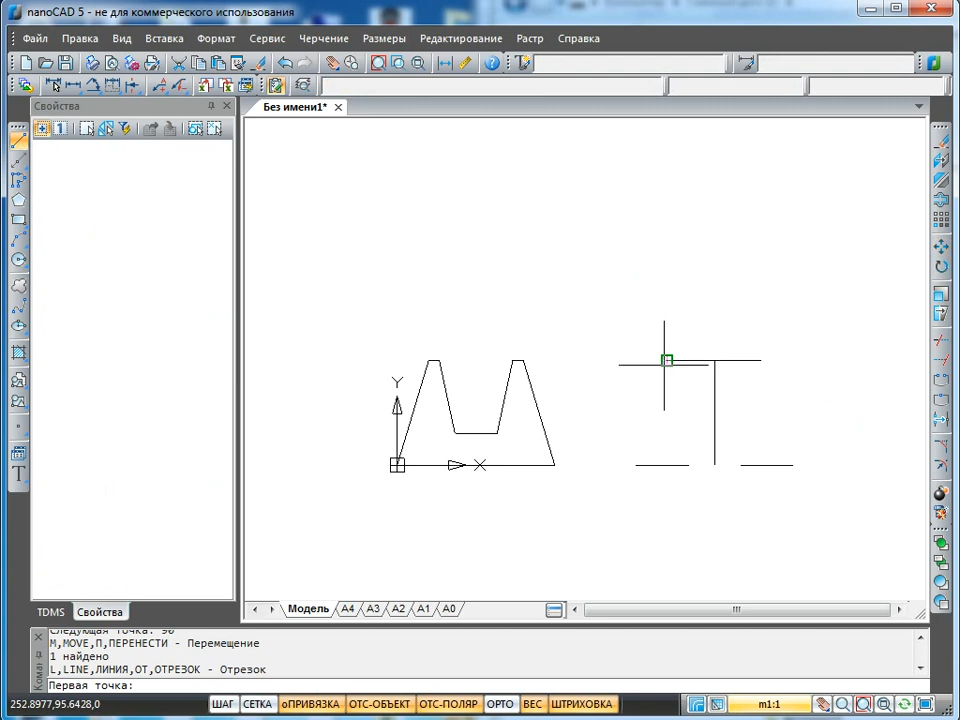 nanoCAD 5 - не для коммерческого использования
Файл Правка Вид Вставка Формат Сервис Черчение Размеры Редактирование Растр Справка
Свойства
Без имени1*
Y
X
TDMS Свойства
Модель A4 A3 A2 A1 A0
Следующая точка: 90
M,MOVE,П,ПЕРЕНЕСТИ - Перемещение
1 найдено
L,LINE,ЛИНИЯ,ОТ,ОТРЕЗОК - Отрезок
Первая точка:
252.8977,95.6428,0 ШАГ СЕТКА оПРИВЯЗКА ОТС-ОБЪЕКТ ОТС-ПОЛЯР ОРТО ВЕС ШТРИХОВКА m1:1